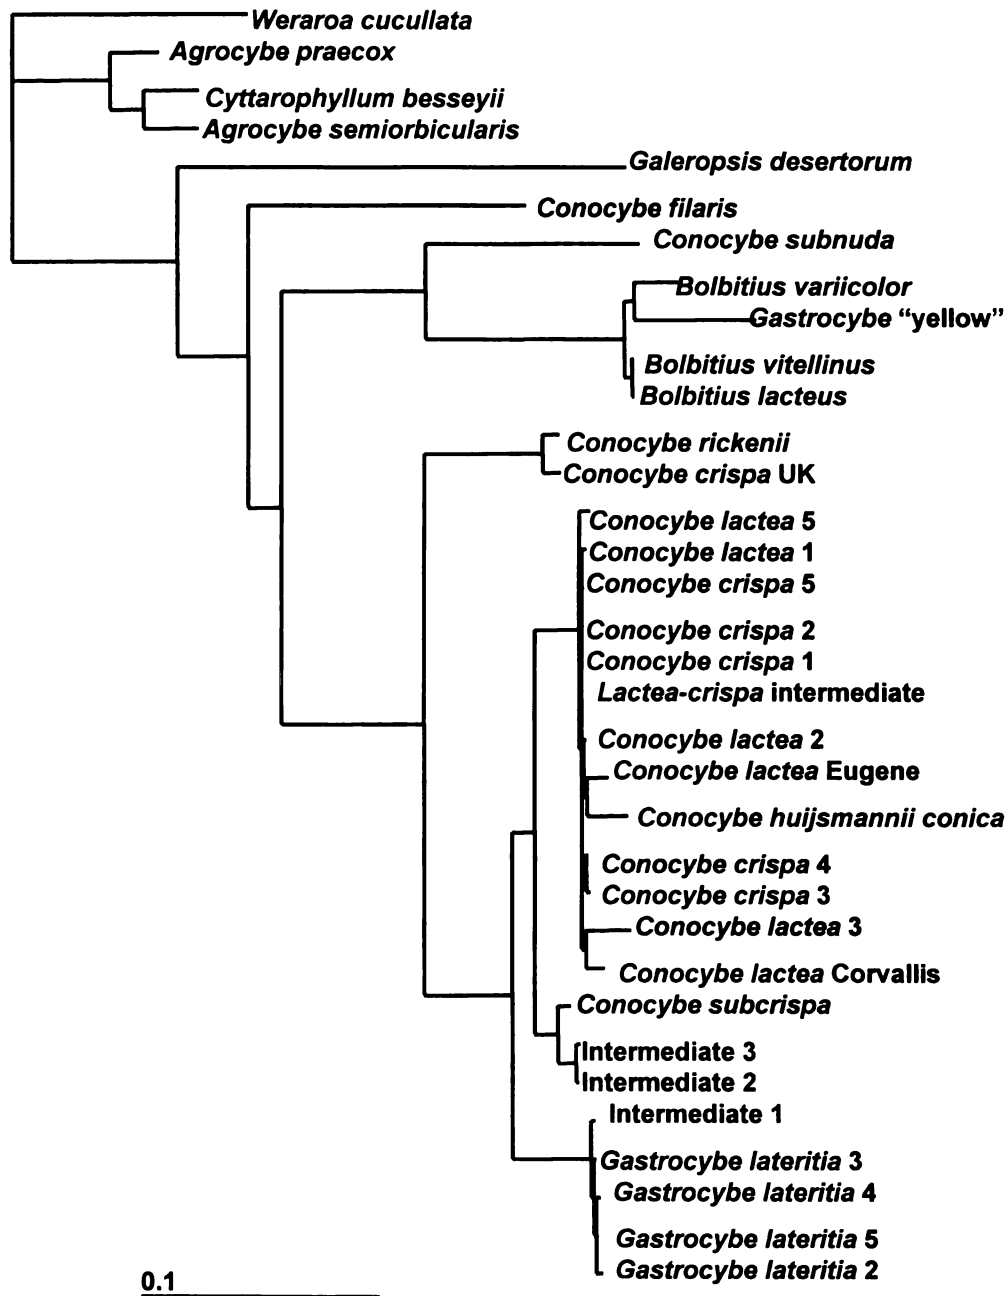 Weraroa cucullata
Agrocybe praecox
Cyttarophyllum besseyii
Agrocybe semiorbicularis
Galeropsis desertorum
Conocybe filaris
Conocybe subnuda
Bolbitius variicolor
Gastrocybe “yellow”
Bolbitius vitellinus
Bolbitius lacteus
Conocybe rickenii
Conocybe crispa UK
Conocybe lactea 5
Conocybe lactea 1
Conocybe crispa 5
Conocybe crispa 2
Conocybe crispa 1
Lactea-crispa intermediate
Conocybe lactea 2
Conocybe lactea Eugene
Conocybe huijsmannii conica
Conocybe crispa 4
Conocybe crispa 3
Conocybe lactea 3
Conocybe lactea Corvallis
Conocybe subcrispa
Intermediate 3
Intermediate 2
Intermediate 1
Gastrocybe lateritia 3
Gastrocybe lateritia 4
Gastrocybe lateritia 5
Gastrocybe lateritia 2
0.1